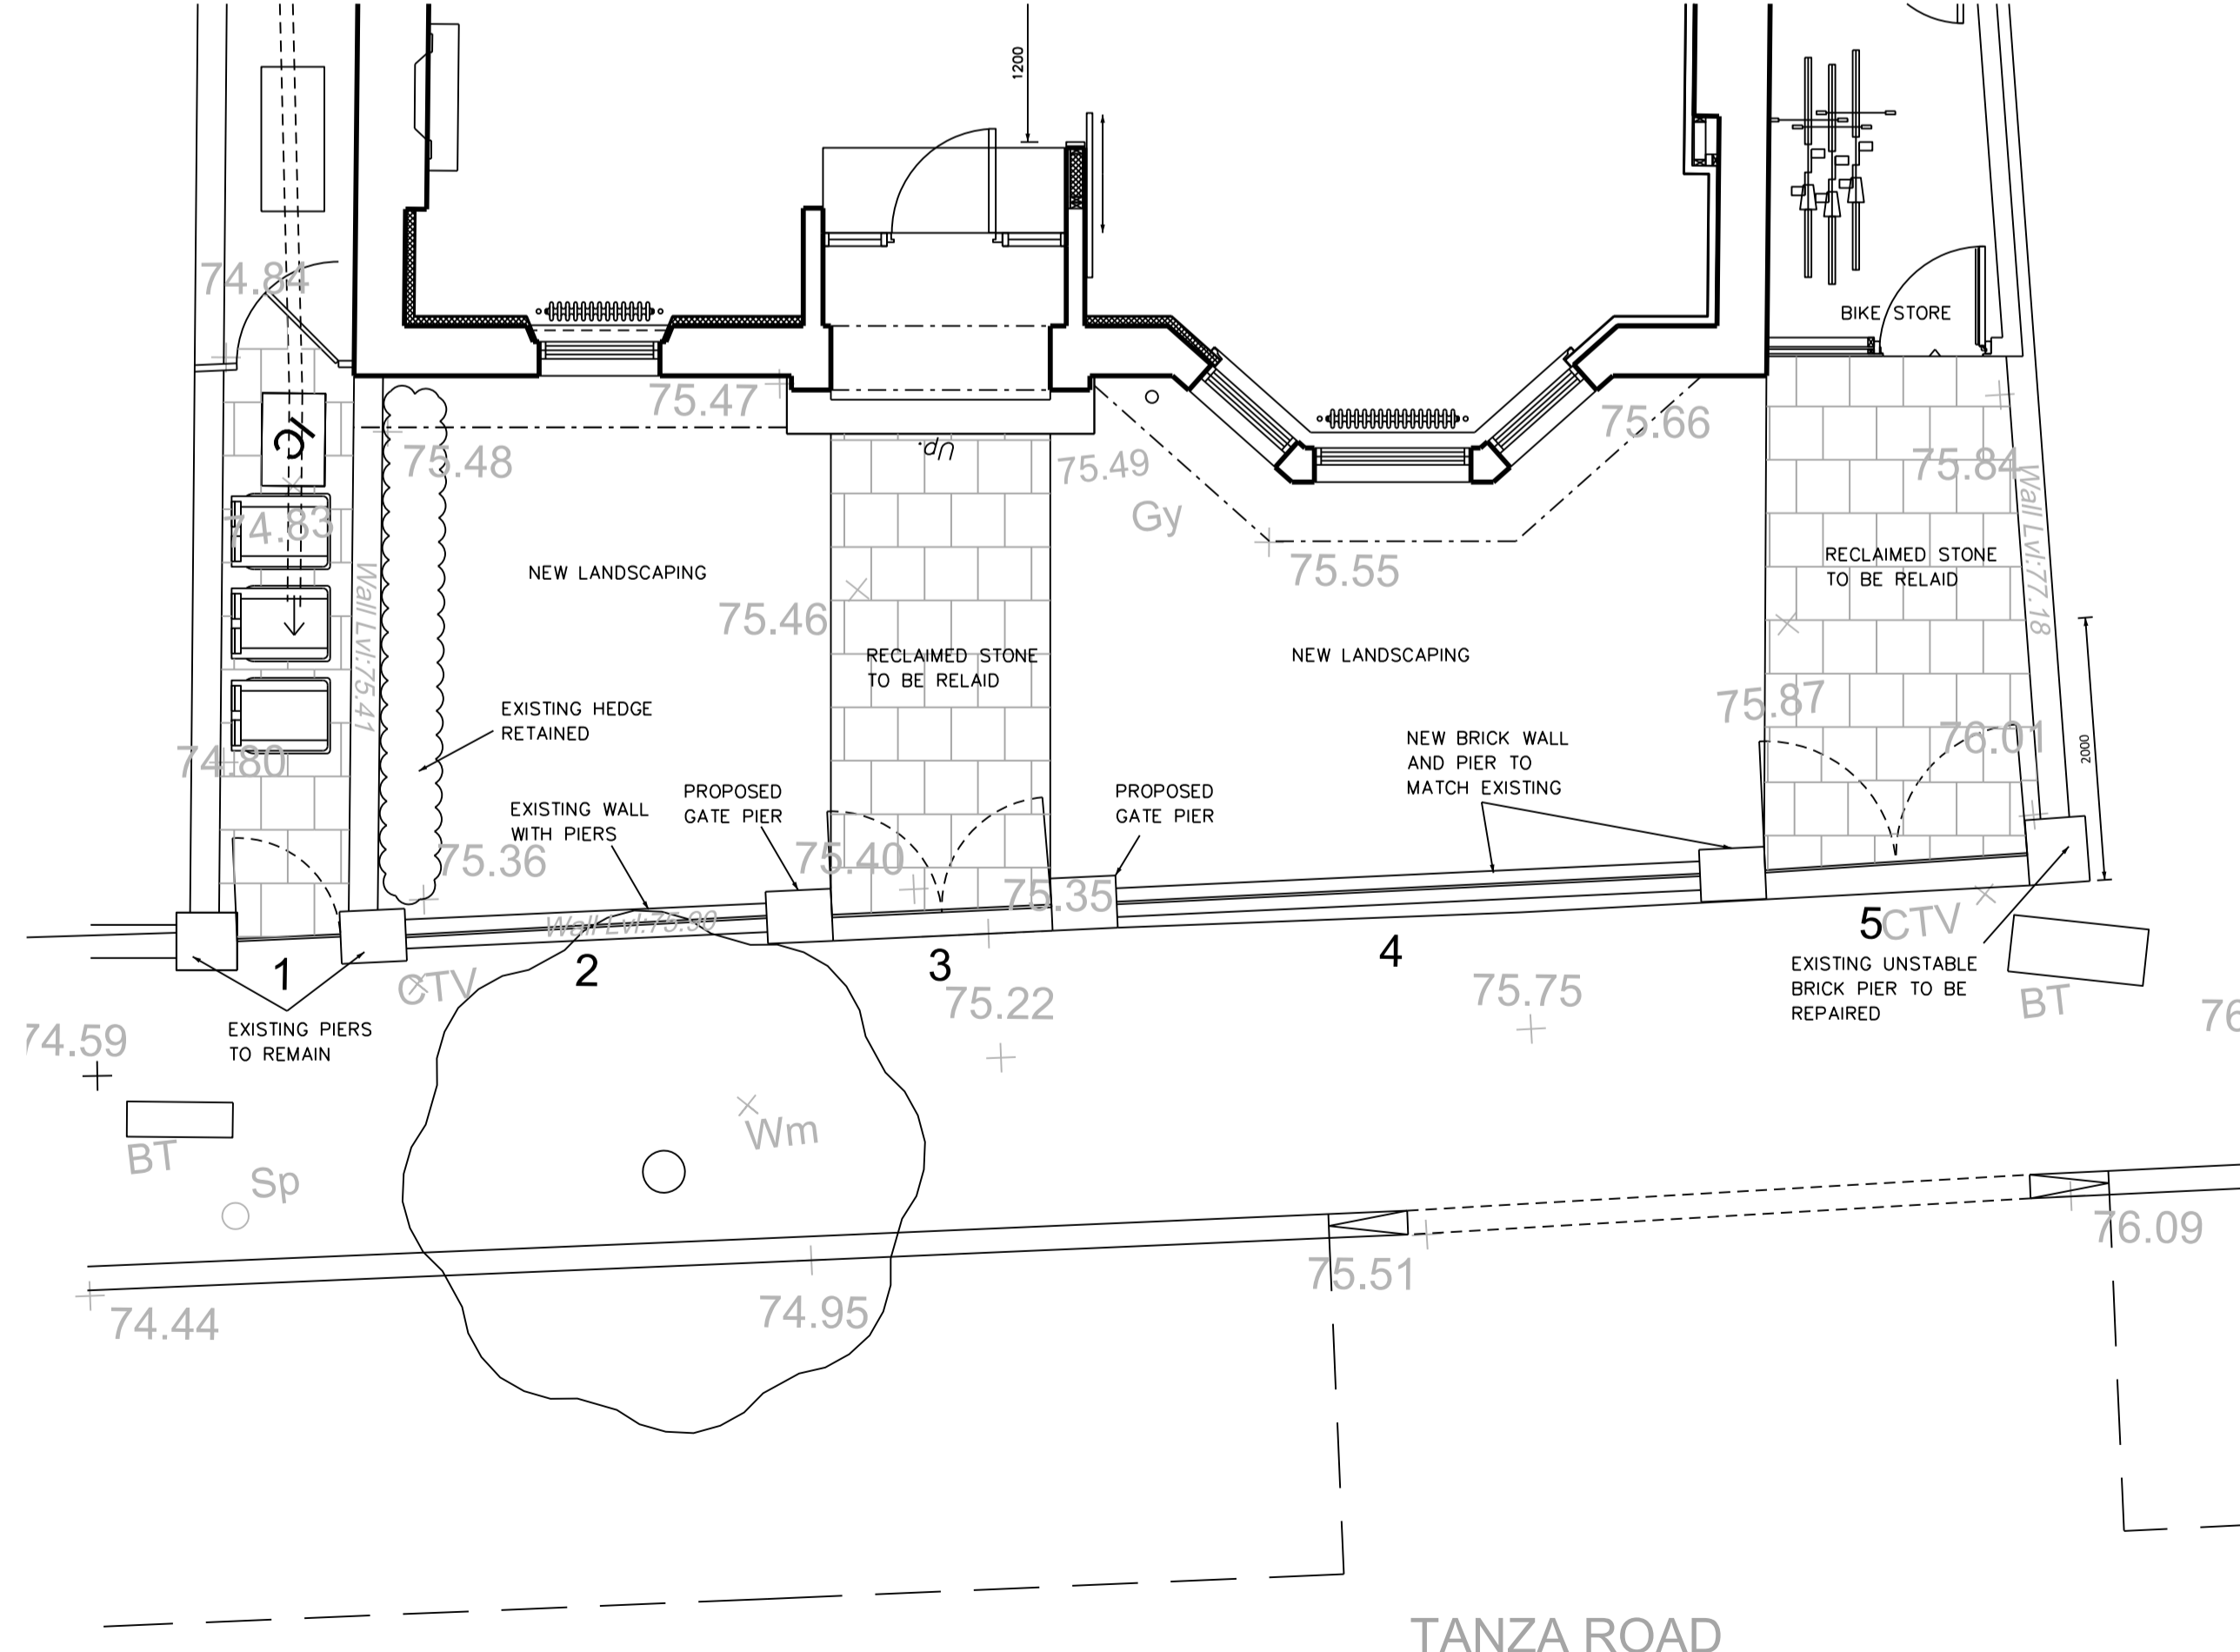 1200
74.84
BIKE STORE
75.47
75.66
Ic
up.
75.48
75.49
75.84
74.83
Gy
Wall Lvl:77.18
RECLAIMED STONE
TO BE RELAID
75.55
NEW LANDSCAPING
75.46
Wall Lvl:75.41
RECLAIMED STONE
TO BE RELAID
NEW LANDSCAPING
EXISTING HEDGE
RETAINED
75.87
76.01
2000
74.80
NEW BRICK WALL
AND PIER TO
MATCH EXISTING
PROPOSED
GATE PIER
PROPOSED
GATE PIER
EXISTING WALL
WITH PIERS
75.36
75.40
75.35
Wall Lvl:75.90
1
2
3
4
5
CTV
CTV
EXISTING UNSTABLE
BRICK PIER TO BE
REPAIRED
BT
75.22
75.75
76
EXISTING PIERS
TO REMAIN
74.59
Wm
BT
Sp
76.09
75.51
74.44
74.95
TANZA ROAD